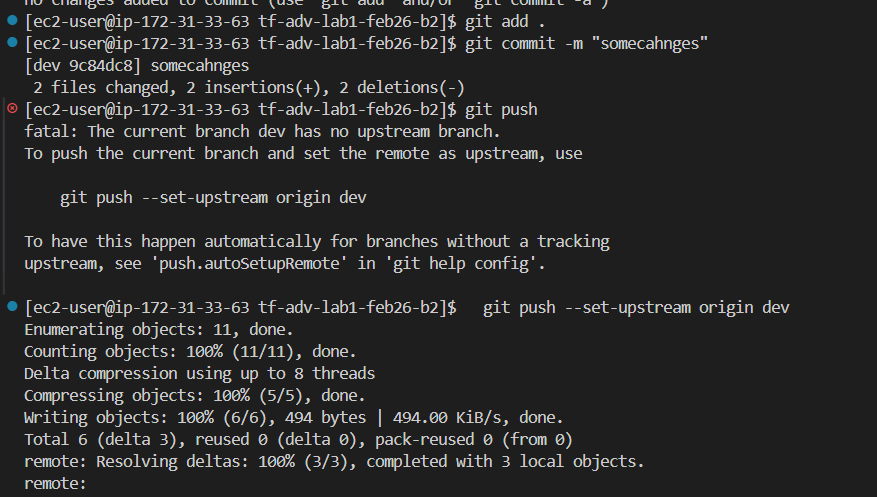 no changes added to commit (use "git add" and/or "git commit -a")
[ec2-user@ip-172-31-33-63 tf-adv-lab1-feb26-b2]$ git add .
[ec2-user@ip-172-31-33-63 tf-adv-lab1-feb26-b2]$ git commit -m "somecahnges"
[dev 9c84dc8] somecahnges
 2 files changed, 2 insertions(+), 2 deletions(-)
[ec2-user@ip-172-31-33-63 tf-adv-lab1-feb26-b2]$ git push
fatal: The current branch dev has no upstream branch.
To push the current branch and set the remote as upstream, use
    git push --set-upstream origin dev
To have this happen automatically for branches without a tracking
upstream, see 'push.autoSetupRemote' in 'git help config'.
[ec2-user@ip-172-31-33-63 tf-adv-lab1-feb26-b2]$   git push --set-upstream origin dev
Enumerating objects: 11, done.
Counting objects: 100% (11/11), done.
Delta compression using up to 8 threads
Compressing objects: 100% (5/5), done.
Writing objects: 100% (6/6), 494 bytes | 494.00 KiB/s, done.
Total 6 (delta 3), reused 0 (delta 0), pack-reused 0 (from 0)
remote: Resolving deltas: 100% (3/3), completed with 3 local objects.
remote: